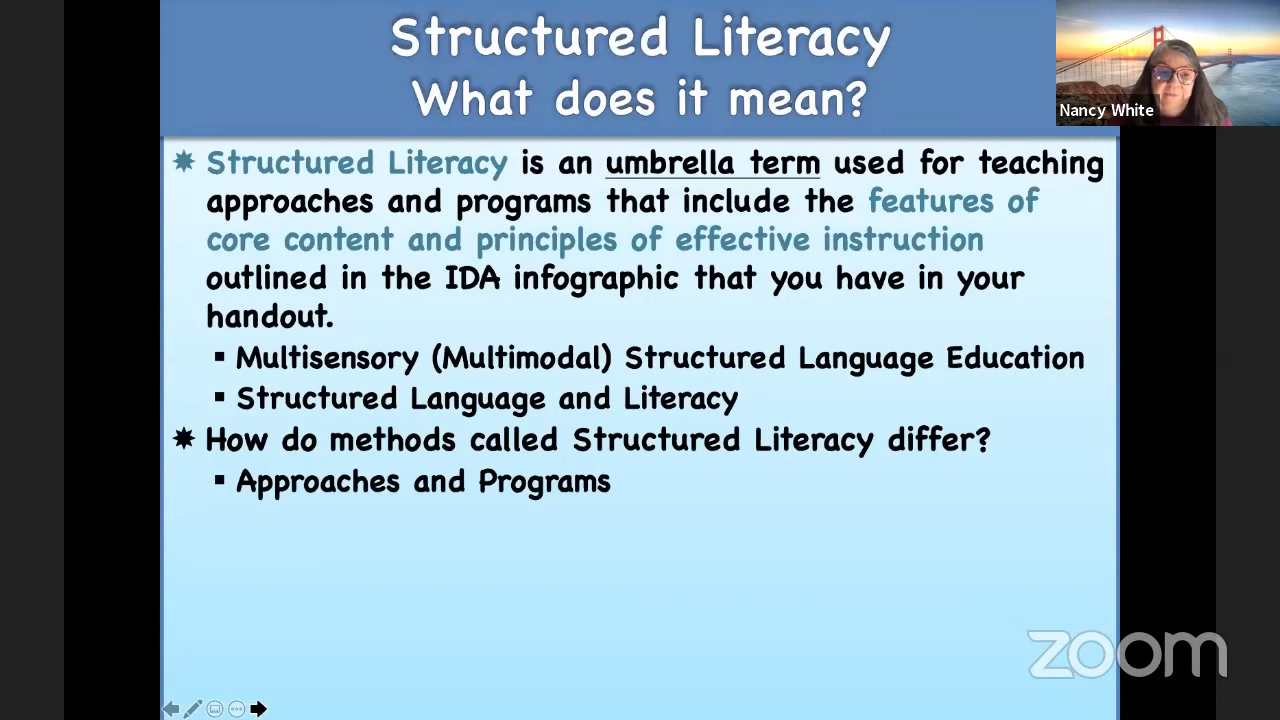 Structured Literacy
What does it mean?
Nancy White
Structured Literacy is an umbrella term used for teaching
approaches and programs that include the features of
core content and principles of effective instruction
outlined in the IDA infographic that you have in your
handout.
▪ Multisensory (Multimodal) Structured Language Education
▪ Structured Language and Literacy
How do methods called Structured Literacy differ?
▪ Approaches and Programs
zoom